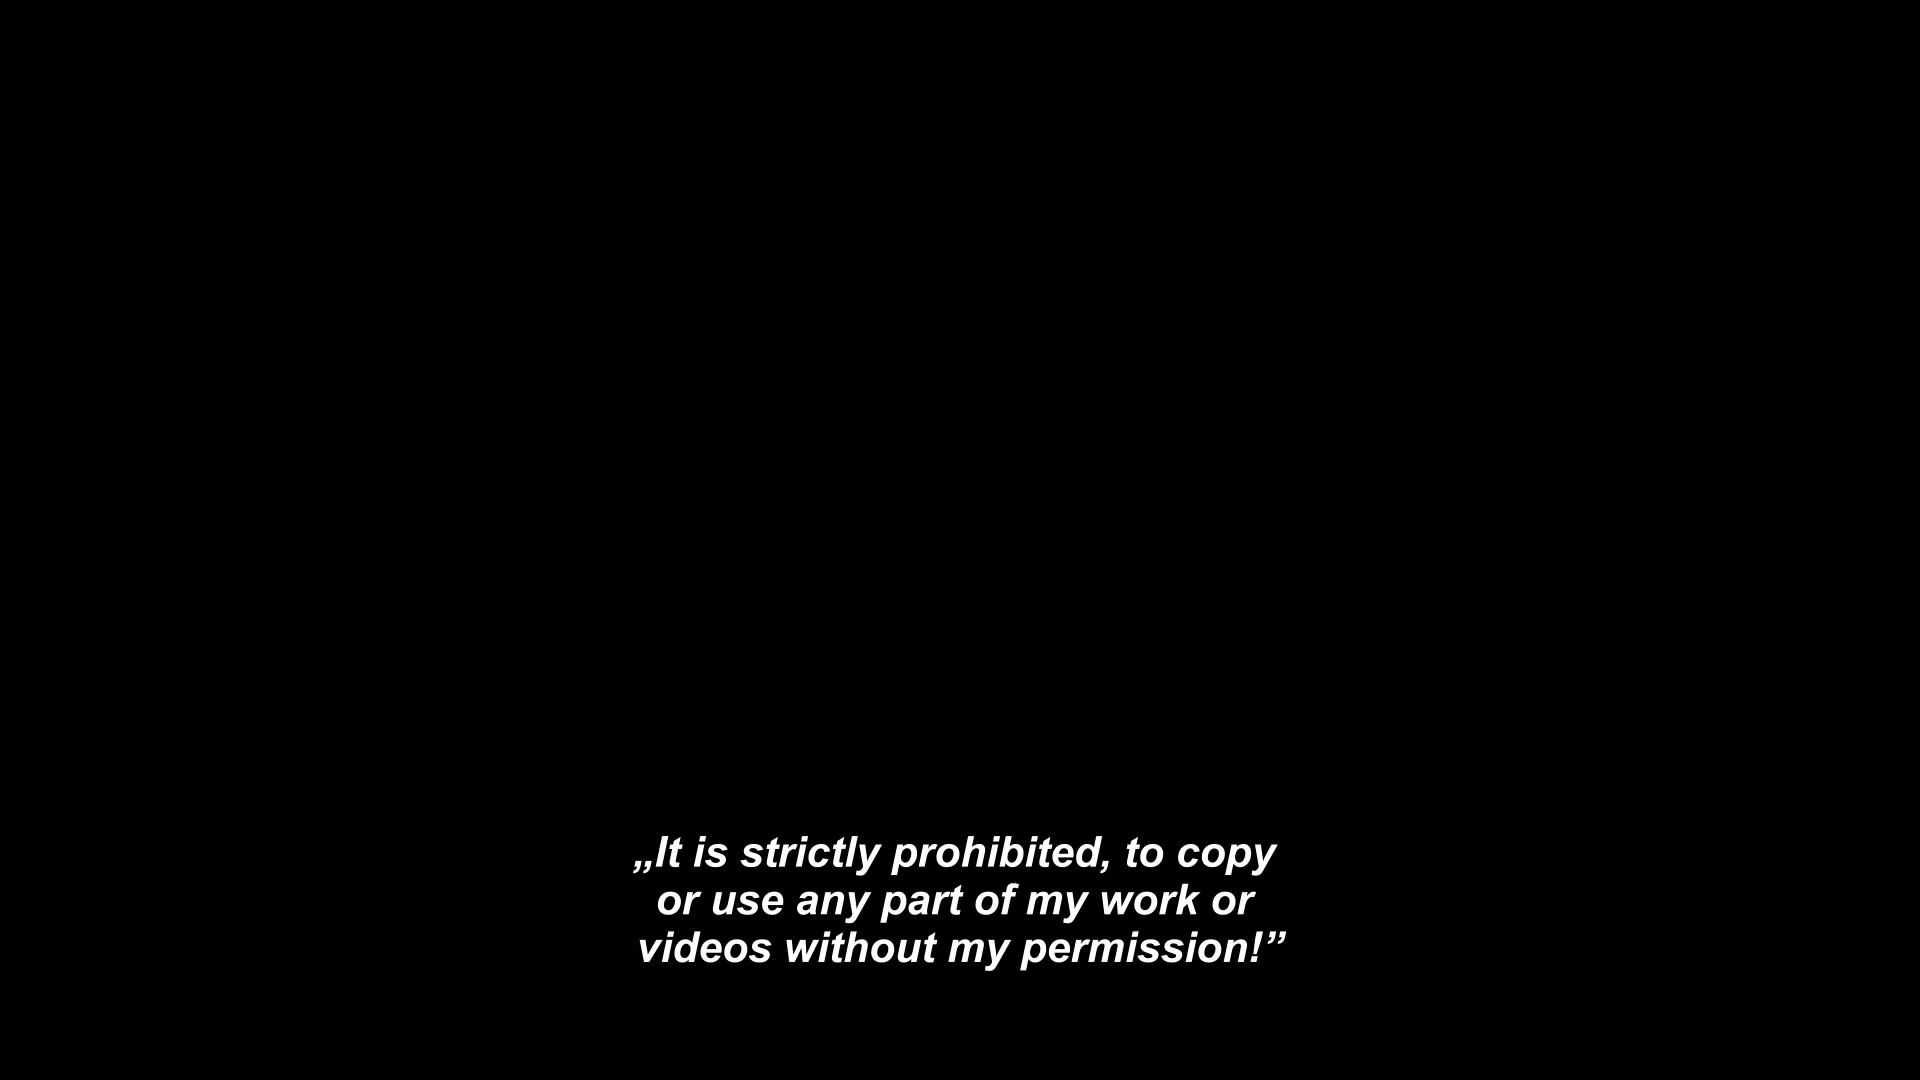 „It is strictly prohibited, to copy
or use any part of my work or
videos without my permission!”